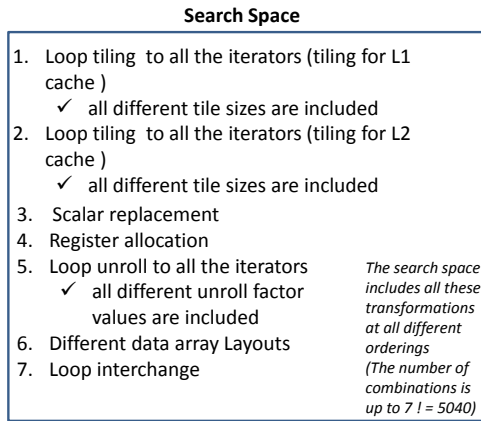 Search Space
1. Loop tiling to all the iterators (tiling for L1
cache )
✓ all different tile sizes are included
2. Loop tiling to all the iterators (tiling for L2
cache )
✓ all different tile sizes are included
3. Scalar replacement
4. Register allocation
5. Loop unroll to all the iterators
✓ all different unroll factor
values are included
6. Different data array Layouts
7. Loop interchange
The search space
includes all these
transformations
at all different
orderings
(The number of
combinations is
up to 7 ! = 5040)